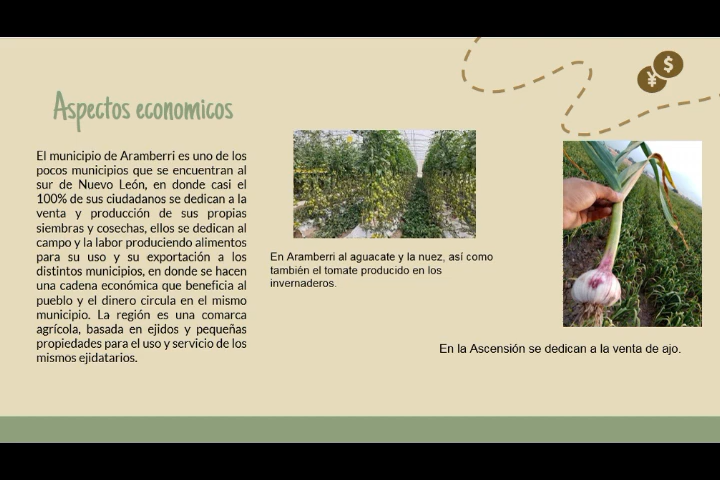 Aspectos economicos
El municipio de Aramberri es uno de los
pocos municipios que se encuentran al
sur de Nuevo León, en donde casi el
100% de sus ciudadanos se dedican a la
venta y producción de sus propias
siembras y cosechas, ellos se dedican al
campo y la labor produciendo alimentos
para su uso y su exportación a los
distintos municipios, en donde se hacen
una cadena económica que beneficia al
pueblo y el dinero circula en el mismo
municipio. La región es una comarca
agrícola, basada en ejidos y pequeñas
propiedades para el uso y servicio de los
mismos ejidatarios.
En Aramberri al aguacate y la nuez, así como
también el tomate producido en los
invernaderos.
¥ $
En la Ascensión se dedican a la venta de ajo.